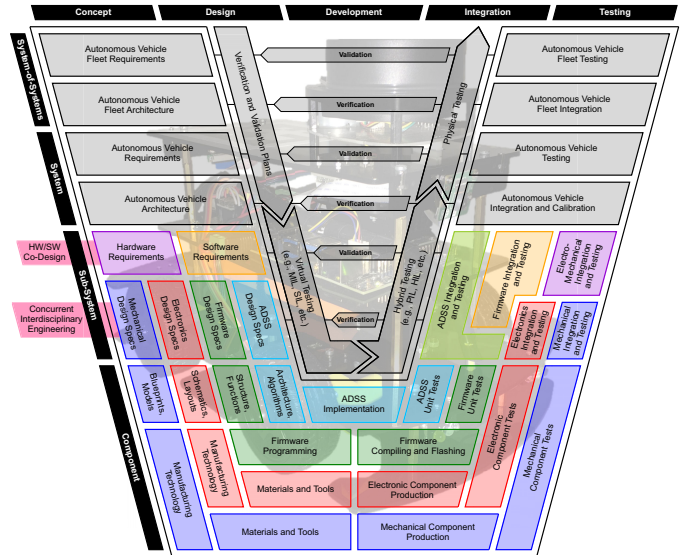 Concept
Design
Development
Integration
Testing
System-of-Systems
System
Sub-System
Component
Autonomous Vehicle
Fleet Requirements
Verification and Validation Plans
Validation
Physical Testing
Autonomous Vehicle
Fleet Testing
Autonomous Vehicle
Fleet Architecture
Verification
Autonomous Vehicle
Fleet Integration
Autonomous Vehicle
Requirements
Validation
Autonomous Vehicle
Testing
Autonomous Vehicle
Architecture
Verification
Autonomous Vehicle
Integration and Calibration
HW/SW
Co-Design
Hardware
Requirements
Software
Requirements
Virtual Testing
(e.g., MIL, SIL, etc.)
Validation
Hybrid Testing
(e.g., PIL, HIL, etc.)
ADSS Integration
and Testing
Firmware Integration
and Testing
Electro-
Mechanical
Integration
and Testing
Concurrent
Interdisciplinary
Engineering
Mechanical
Design Specs
Electronics
Design Specs
Firmware
Design Specs
ADSS
Design Specs
Verification
Electronics
Integration
and Testing
Mechanical
Integration
and Testing
Blueprints,
Models
Schematics,
Layouts
Structure,
Functions
Architecture,
Algorithms
ADSS
Implementation
ADSS
Unit Tests
Firmware
Unit Tests
Electronic
Component Tests
Mechanical
Component Tests
Manufacturing
Technology
Manufacturing
Technology
Firmware
Programming
Firmware
Compiling and Flashing
Materials and Tools
Electronic Component
Production
Materials and Tools
Mechanical Component
Production